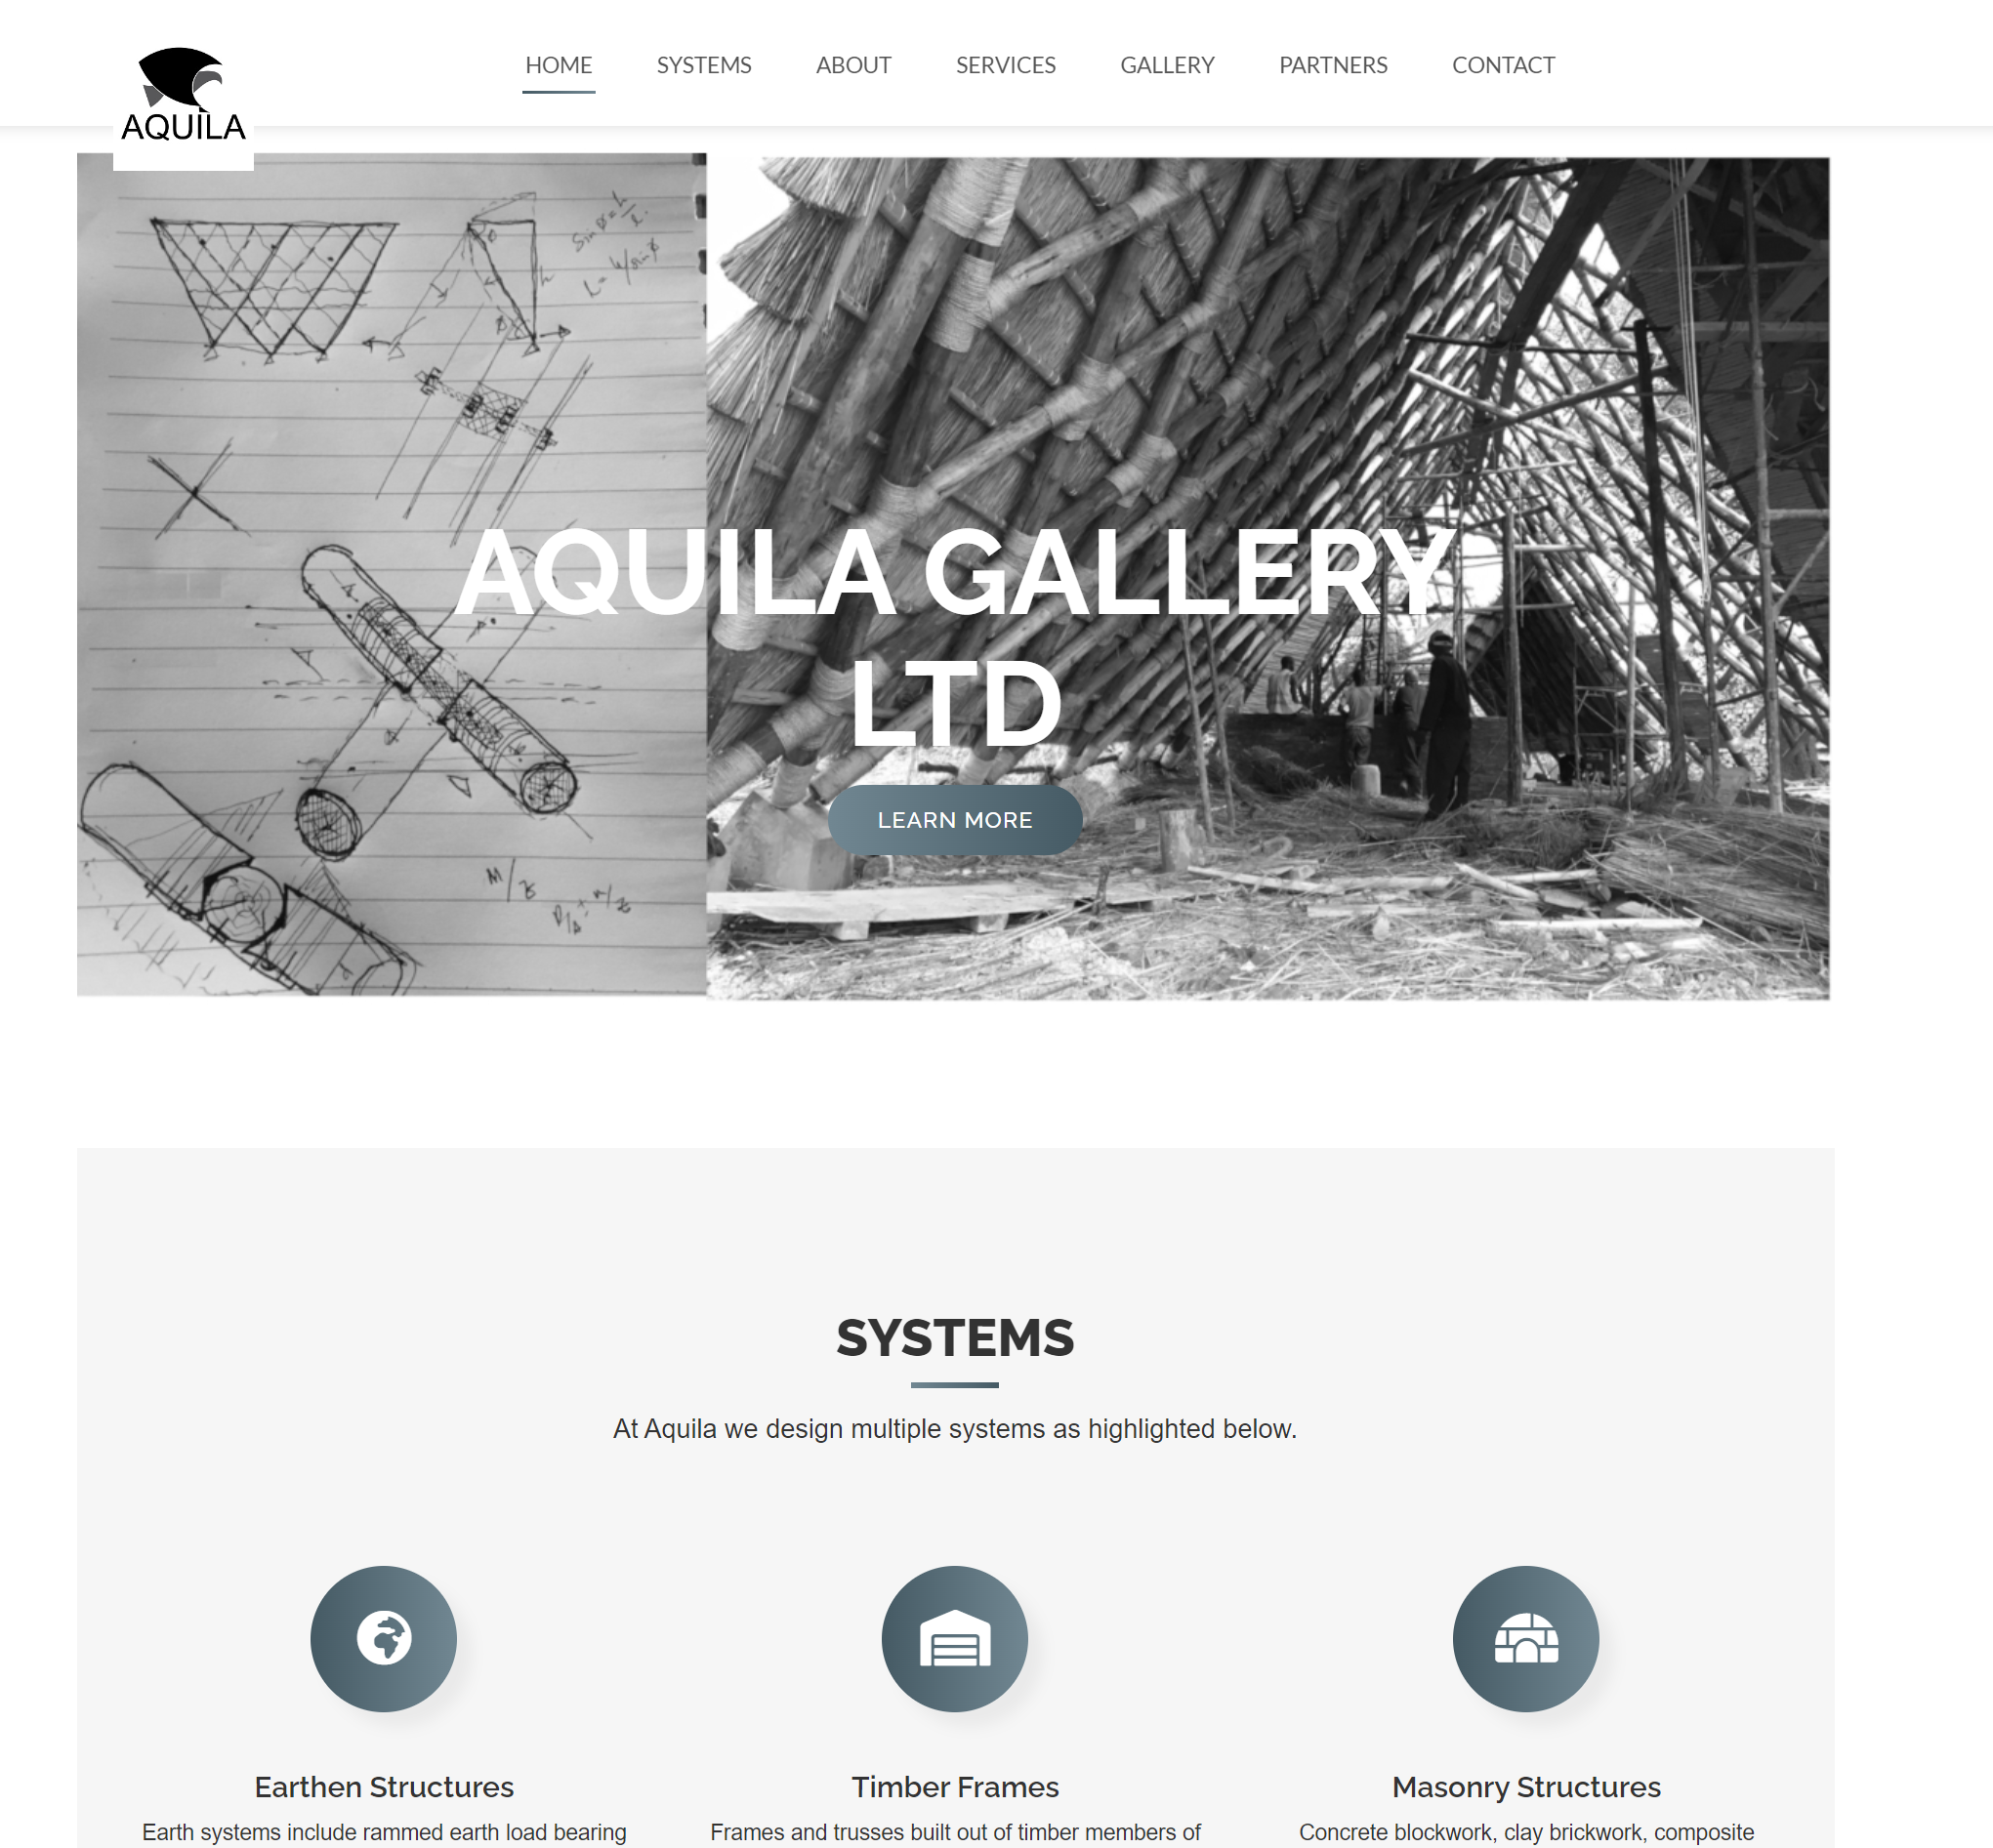 AQUILA
HOME SYSTEMS ABOUT SERVICES GALLERY PARTNERS CONTACT
Sin
AQUILA GALLERY
LTD
LEARN MORE
SYSTEMS
At Aquila we design multiple systems as highlighted below.
Earthen Structures
Earth systems include rammed earth load bearing
Timber Frames
Frames and trusses built out of timber members of
Masonry Structures
Concrete blockwork, clay brickwork, composite